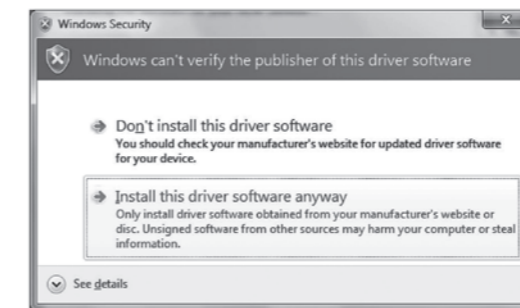 Windows Security
Windows can't verify the publisher of this driver software
Don't install this driver software
You should check your manufacturer's website for updated driver software
for your device.
Install this driver software anyway
Only install driver software obtained from your manufacturer's website or
disc. Unsigned software from other sources may harm your computer or steal
information.
See details